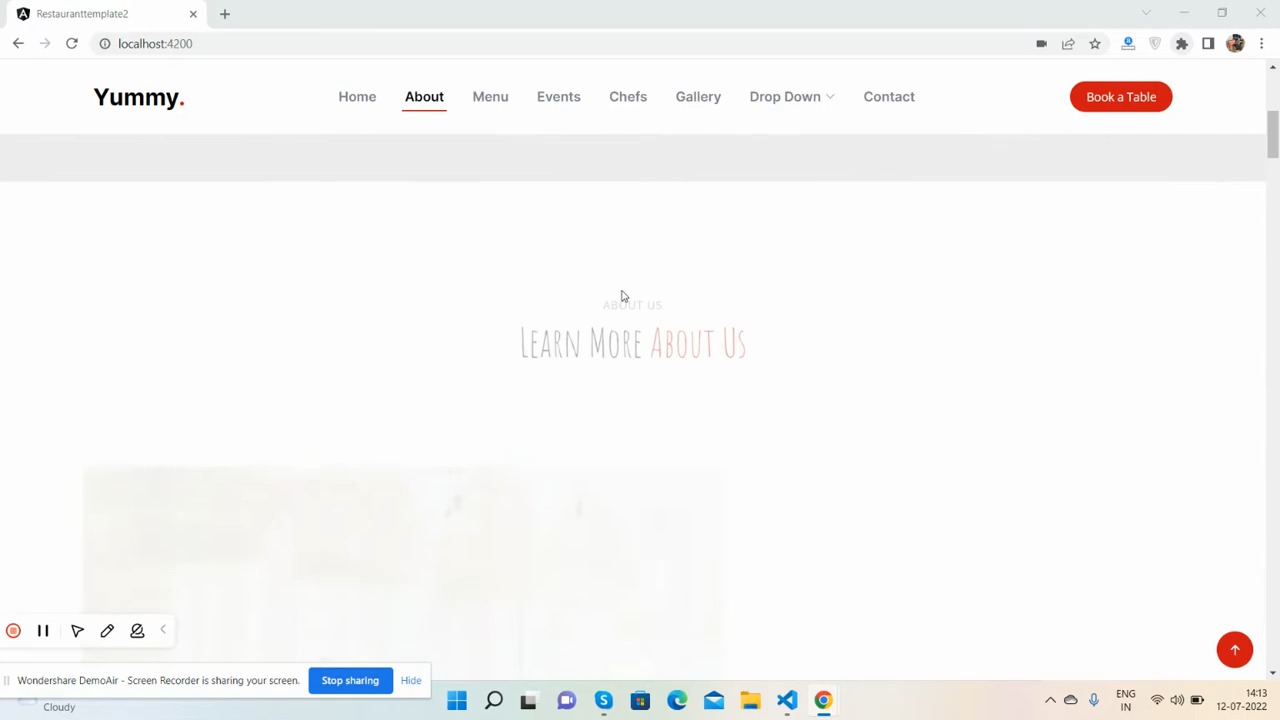 Restauranttemplate2
localhost:4200
Yummy.
Home
About
Menu
Events
Chefs
Gallery
Drop Down
Contact
Book a Table
ABOUT US
Learn More About Us
Wondershare DemoAir - Screen Recorder is sharing your screen.
Stop sharing
Hide
Cloudy
ENG
IN
14:13
12-07-2022